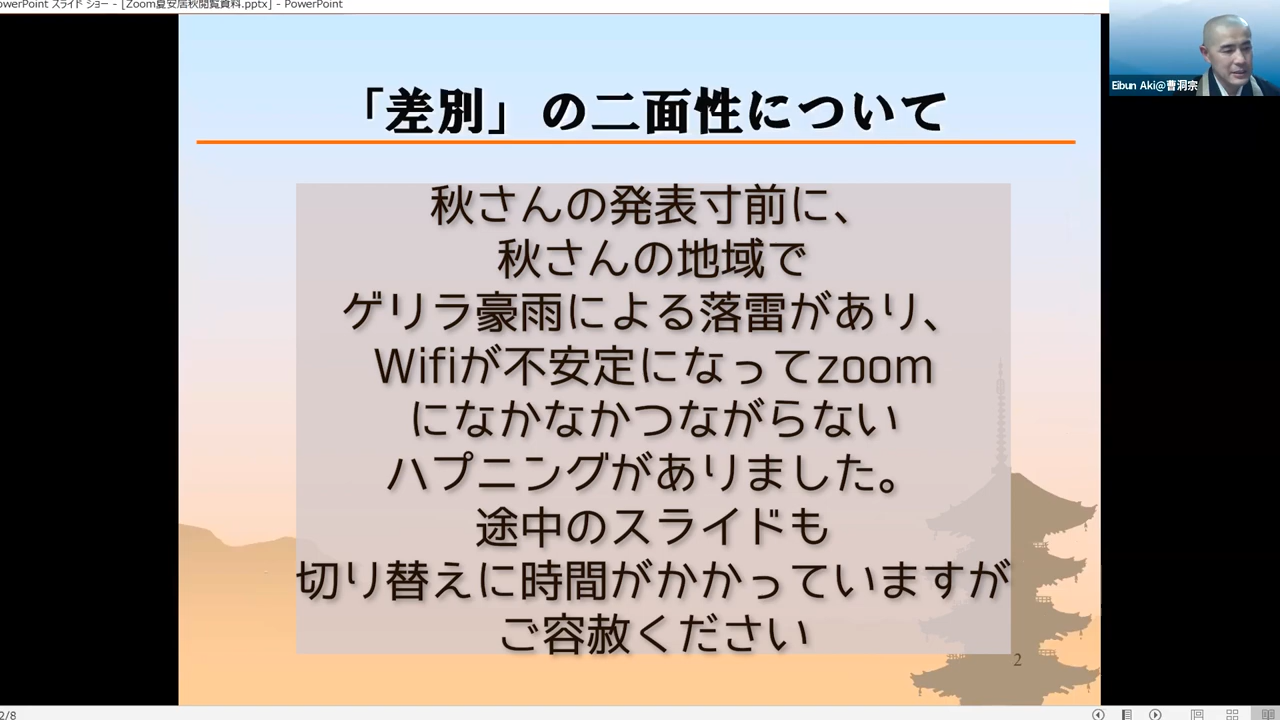 owerPoint スライド ショー - [Zoom夏安居秋閲覧資料.pptx] - PowerPoint
Eibun Aki@曹洞宗
「差別」の二面性について
秋さんの発表寸前に、
秋さんの地域で
ゲリラ豪雨による落雷があり、
Wifiが不安定になってzoom
になかなかつながらない
ハプニングがありました。
途中のスライドも
切り替えに時間がかかっていますが
ご容赦ください
2
2/8